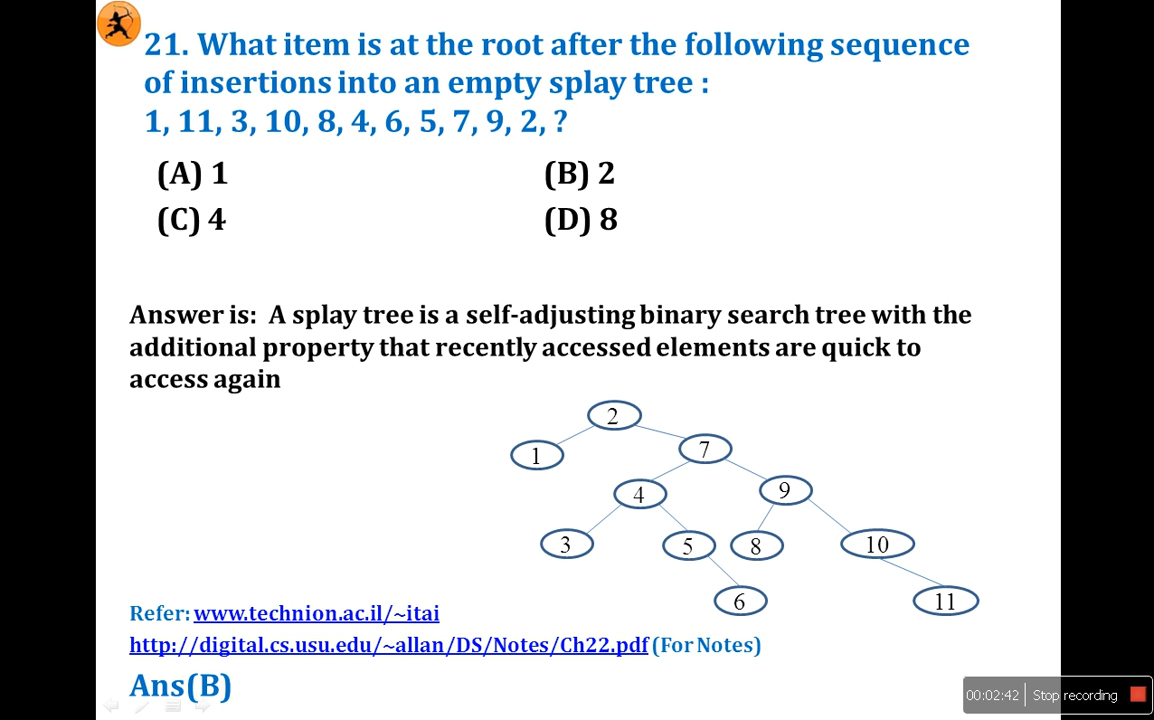 21. What item is at the root after the following sequence
of insertions into an empty splay tree :
1, 11, 3, 10, 8, 4, 6, 5, 7, 9, 2, ?
(A) 1 (B) 2
(C) 4 (D) 8
Answer is: A splay tree is a self-adjusting binary search tree with the
additional property that recently accessed elements are quick to
access again
2
1 7
4 9
3 5 8 10
6 11
Refer: www.technion.ac.il/~itai
http://digital.cs.usu.edu/~allan/DS/Notes/Ch22.pdf (For Notes)
Ans(B)
00:02:42 Stop recording